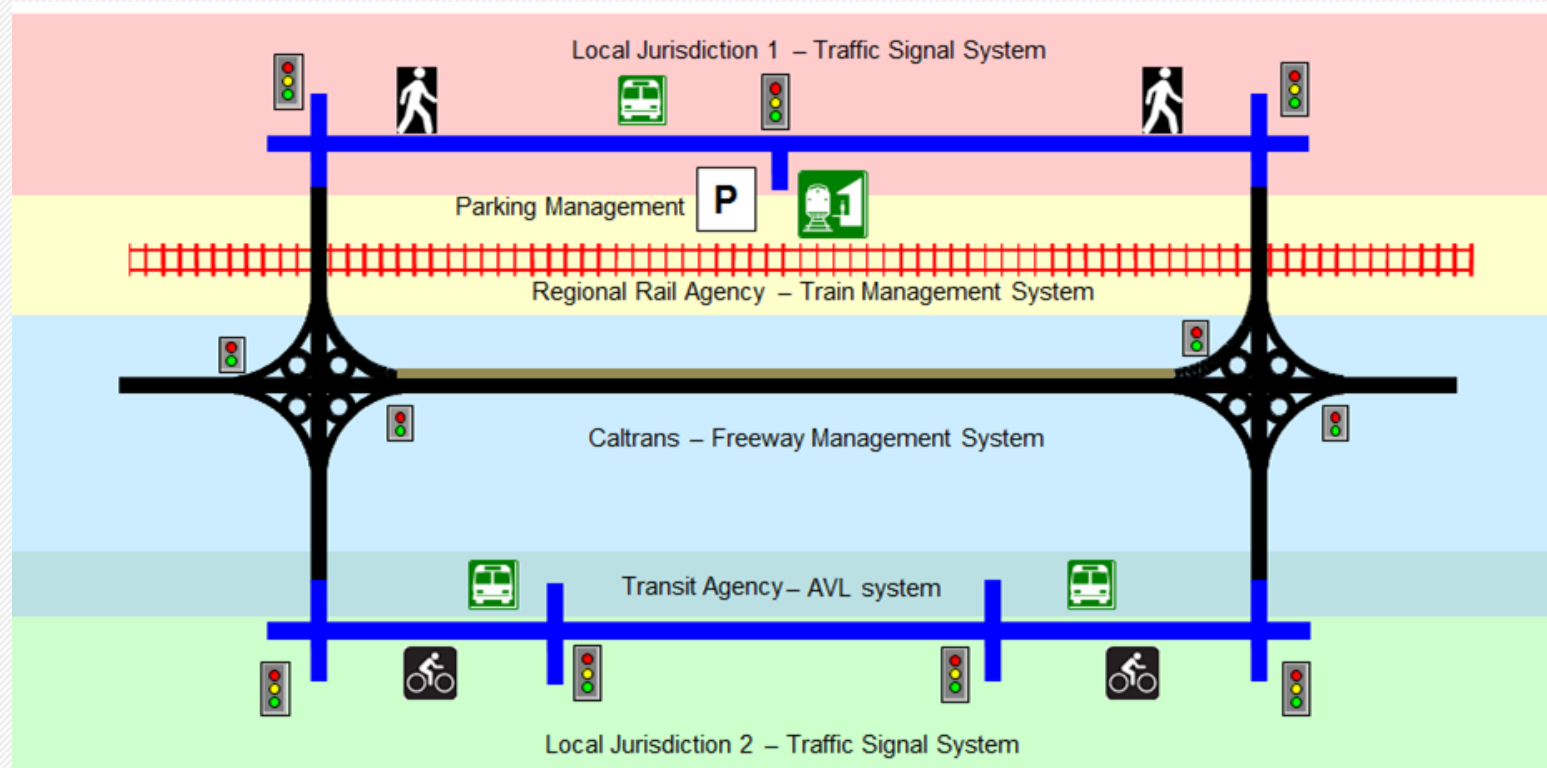 Local Jurisdiction 1 – Traffic Signal System
Parking Management P
Regional Rail Agency – Train Management System
Caltrans – Freeway Management System
Transit Agency – AVL system
Local Jurisdiction 2 – Traffic Signal System